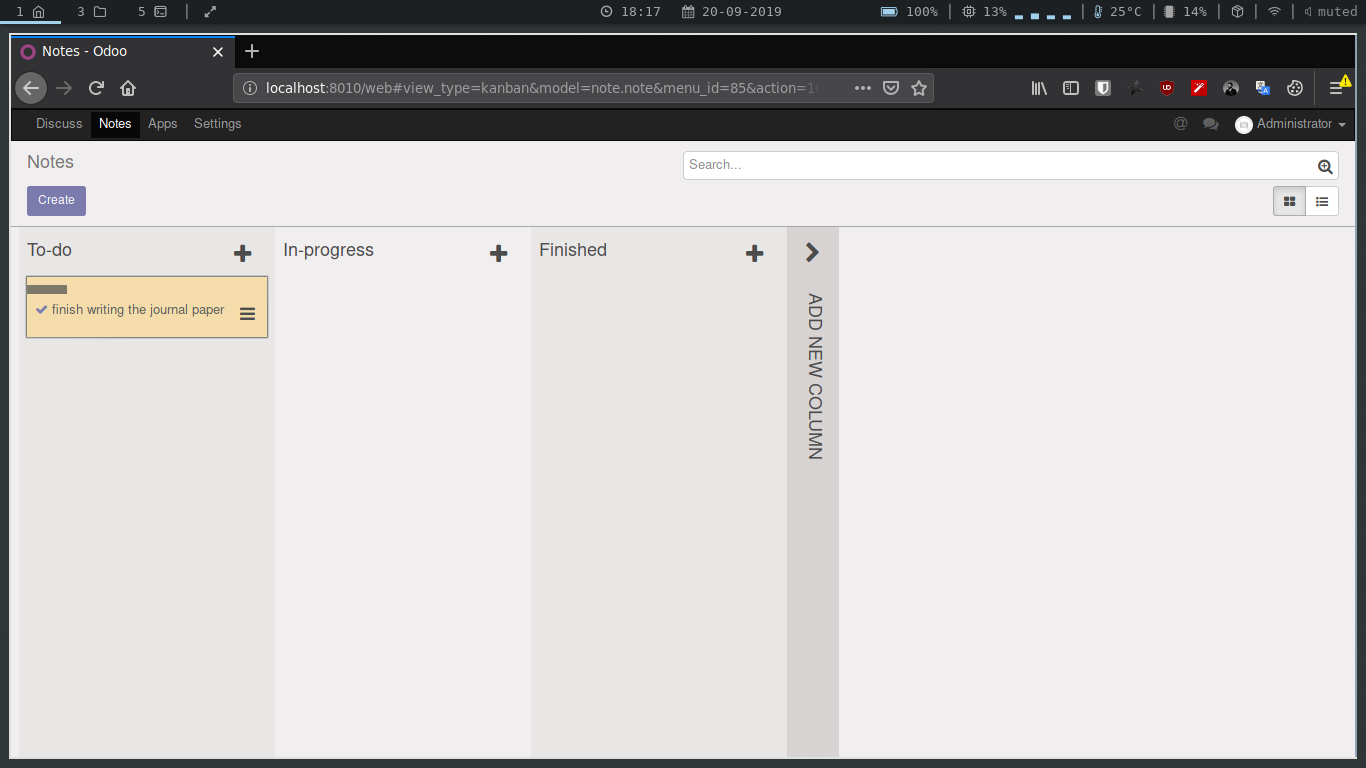 1 3 5 18:17 20-09-2019 100% 13% 25°C 14% muted
Notes - Odoo
localhost:8010/web#view_type=kanban&model=note.note&menu_id=85&action=1
Discuss Notes Apps Settings @ Administrator
Notes Search...
Create
To-do In-progress Finished
finish writing the journal paper
ADD NEW COLUMN